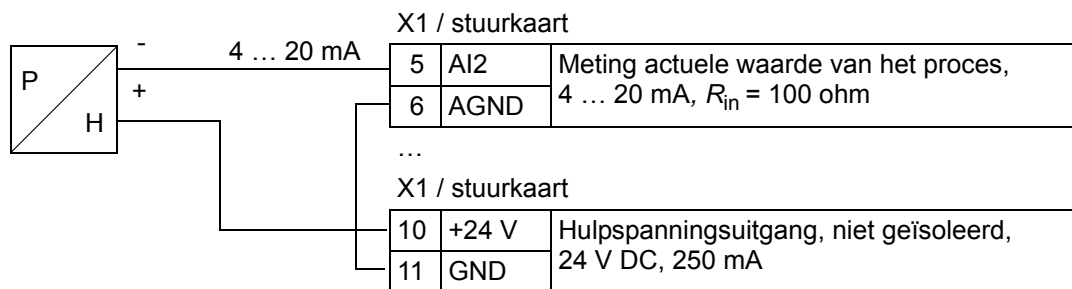 X1 / stuurkaart
-
4 … 20 mA
P
+
H
5 AI2 Meting actuele waarde van het proces,
4 … 20 mA, Rin = 100 ohm
6 AGND
…
X1 / stuurkaart
10 +24 V Hulpspanningsuitgang, niet geïsoleerd,
24 V DC, 250 mA
11 GND